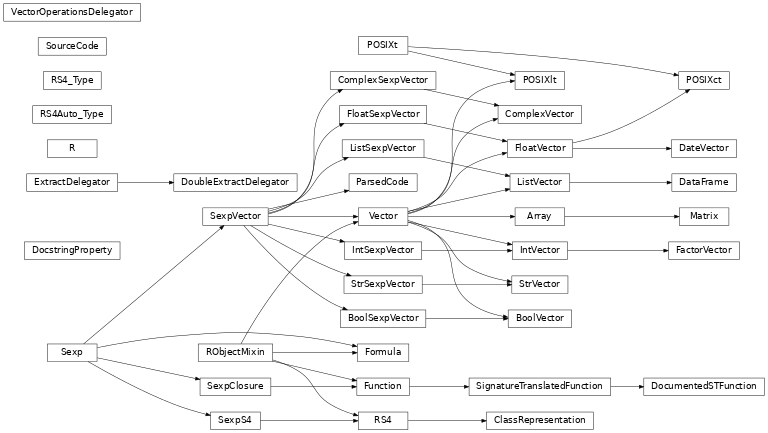 VectorOperationsDelegator
SourceCode
POSIXt
RS4_Type
ComplexSexpVector
POSIXlt
POSIXct
RS4Auto_Type
FloatSexpVector
ComplexVector
R
ListSexpVector
FloatVector
DateVector
ExtractDelegator
DoubleExtractDelegator
ParsedCode
ListVector
DataFrame
SexpVector
Vector
Array
Matrix
DocstringProperty
IntSexpVector
IntVector
FactorVector
StrSexpVector
StrVector
BoolSexpVector
BoolVector
Sexp
RObjectMixin
Formula
SexpClosure
Function
SignatureTranslatedFunction
DocumentedSTFunction
SexpS4
RS4
ClassRepresentation